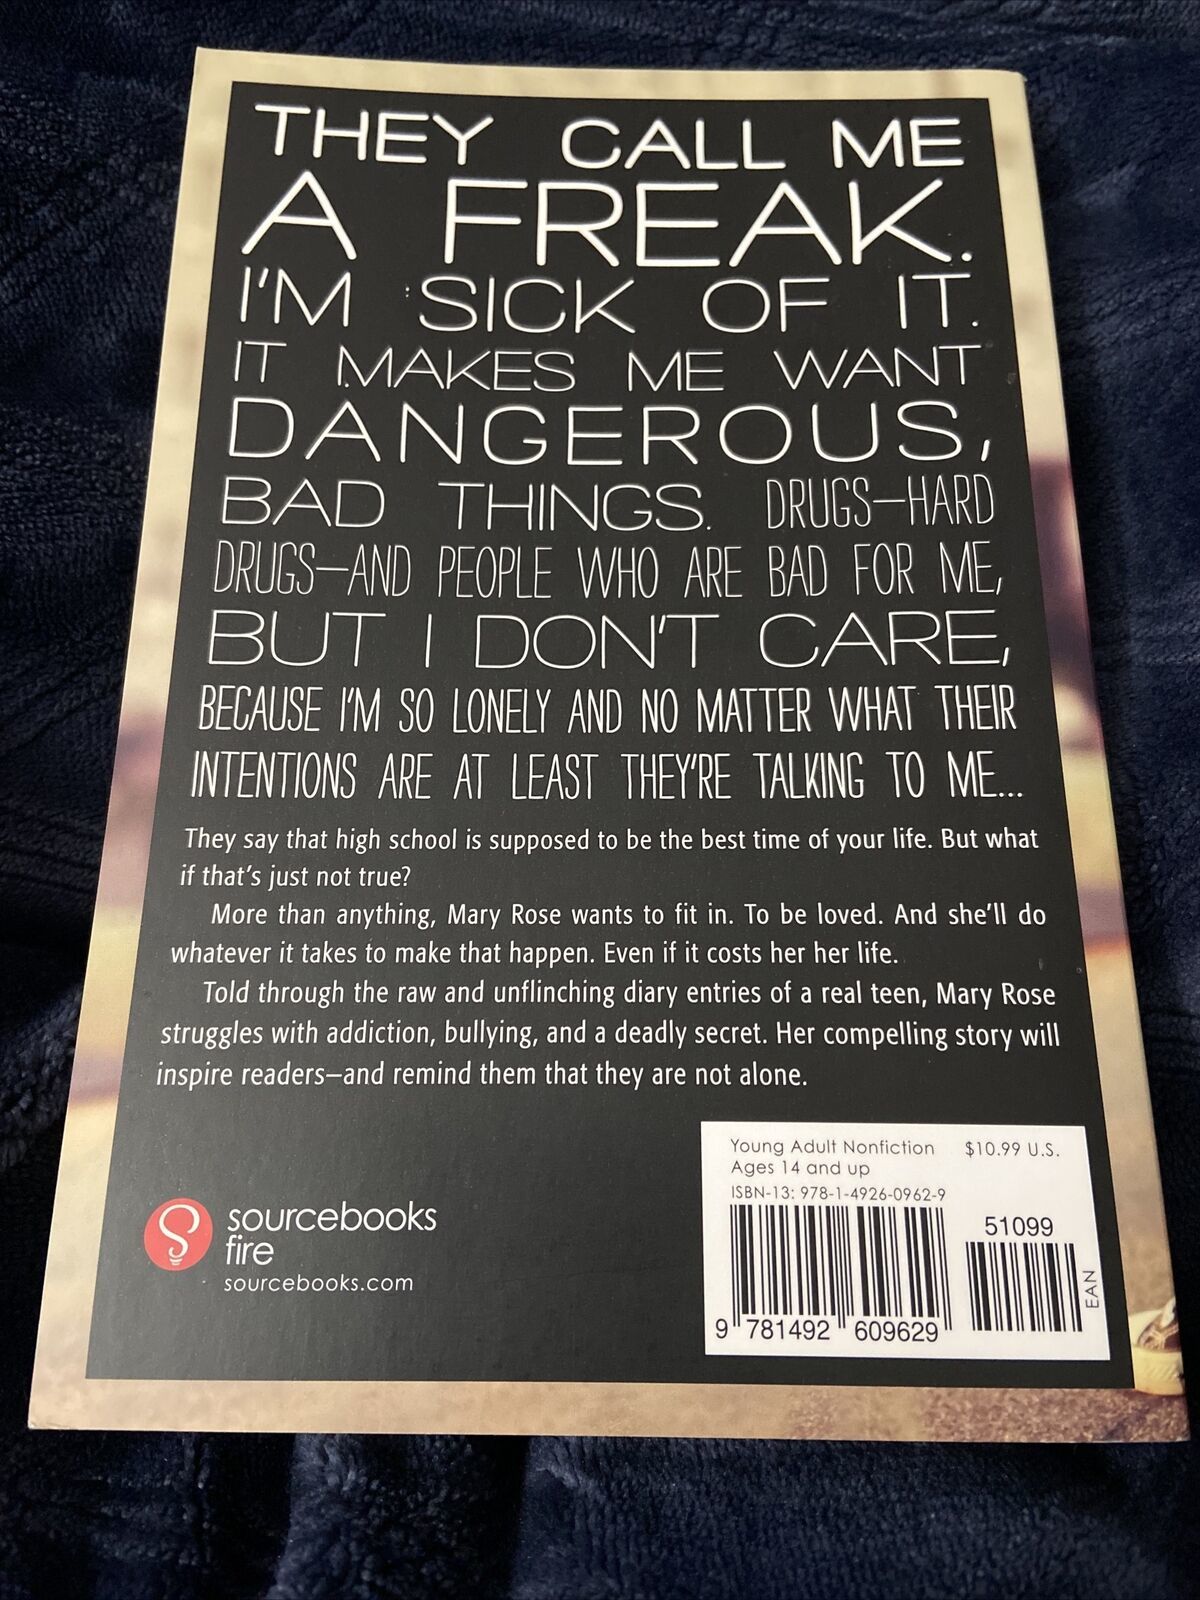 THEY CALL ME
A FREAK.
I'M SICK OF IT.
IT MAKES ME WANT
DANGEROUS,
BAD THINGS. DRUGS—HARD
DRUGS—AND PEOPLE WHO ARE BAD FOR ME,
BUT I DON'T CARE,
BECAUSE I'M SO LONELY AND NO MATTER WHAT THEIR
INTENTIONS ARE AT LEAST THEY'RE TALKING TO ME...
They say that high school is supposed to be the best time of your life. But what
if that's just not true?
More than anything, Mary Rose wants to fit in. To be loved. And she'll do
whatever it takes to make that happen. Even if it costs her her life.
Told through the raw and unflinching diary entries of a real teen, Mary Rose
struggles with addiction, bullying, and a deadly secret. Her compelling story will
inspire readers—and remind them that they are not alone.
Young Adult Nonfiction $10.99 U.S.
Ages 14 and up
ISBN-13: 978-1-4926-0962-9
51099
EAN
9 781492 609629
sourcebooks
fire
sourcebooks.com